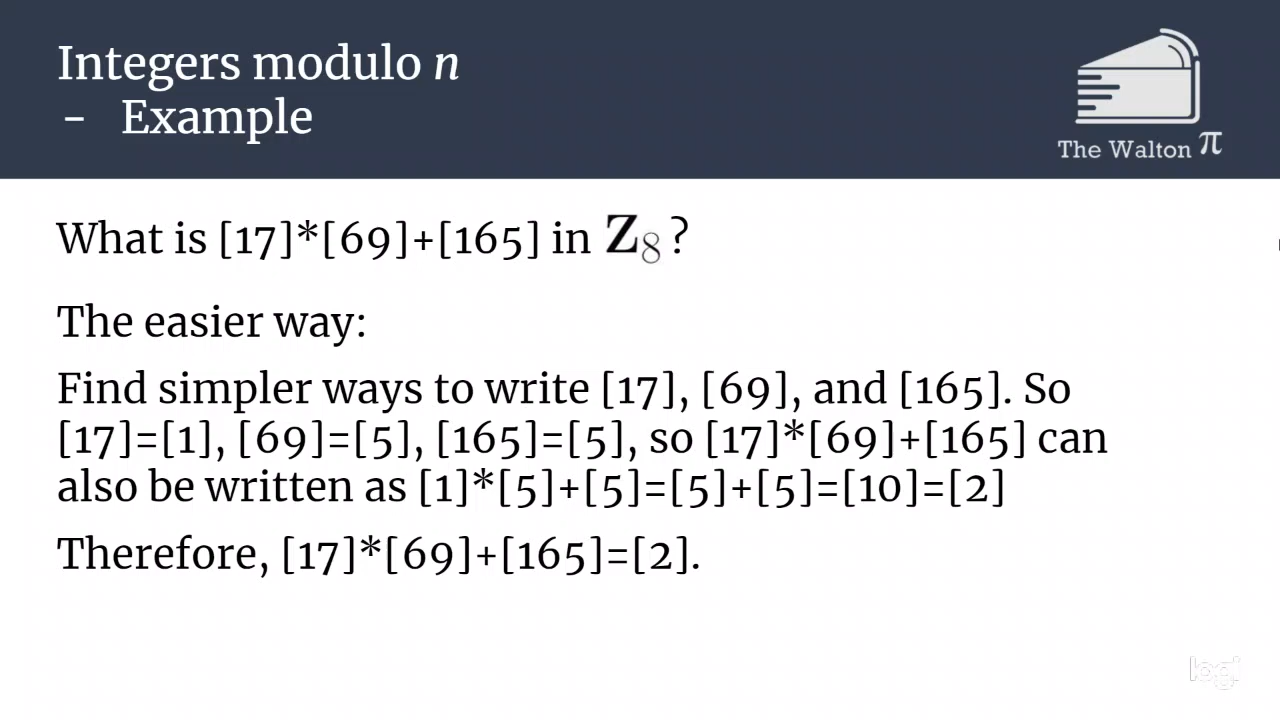 Integers modulo n
- Example
The Walton π
What is [17]*[69]+[165] in Z₈ ?
The easier way:
Find simpler ways to write [17], [69], and [165]. So
[17]=[1], [69]=[5], [165]=[5], so [17]*[69]+[165] can
also be written as [1]*[5]+[5]=[5]+[5]=[10]=[2]
Therefore, [17]*[69]+[165]=[2].
logi